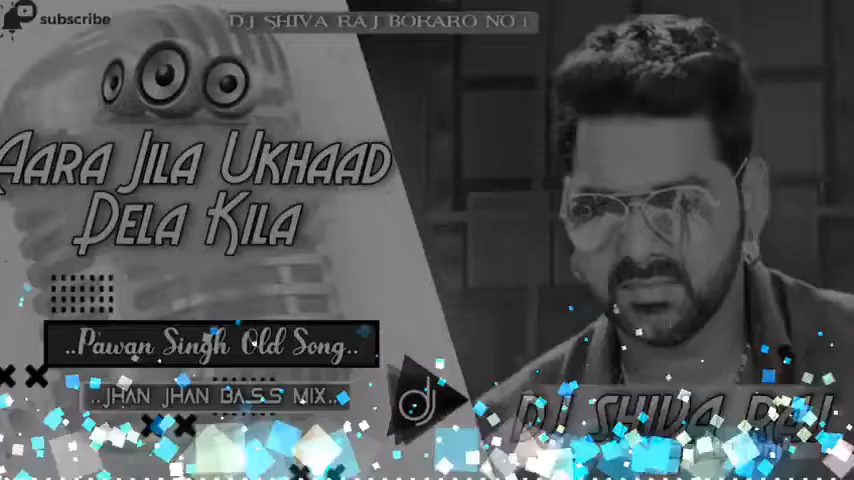 subscribe
DJ SHIVA RAJ BOKARO NO 1
AARA JILA UKHAAD
DELA KILA
..Pawan Singh Old Song..
..JHAN JHAN BASS MIX..
dj
DJ SHIVA RAJ